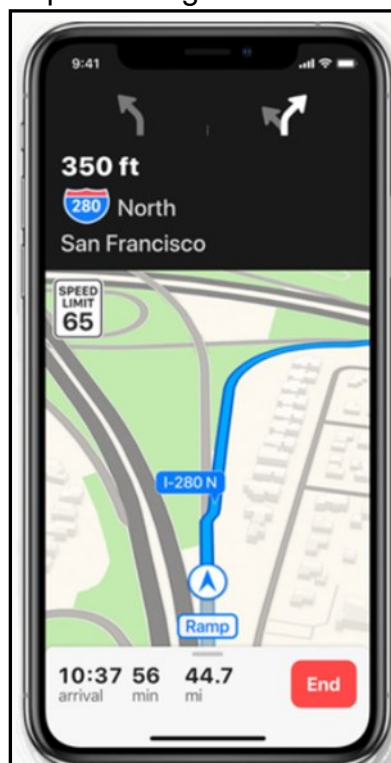 9:41
350 ft
280 North
San Francisco
SPEED
LIMIT
65
I-280 N
Ramp
10:37 56 44.7
arrival min mi
End